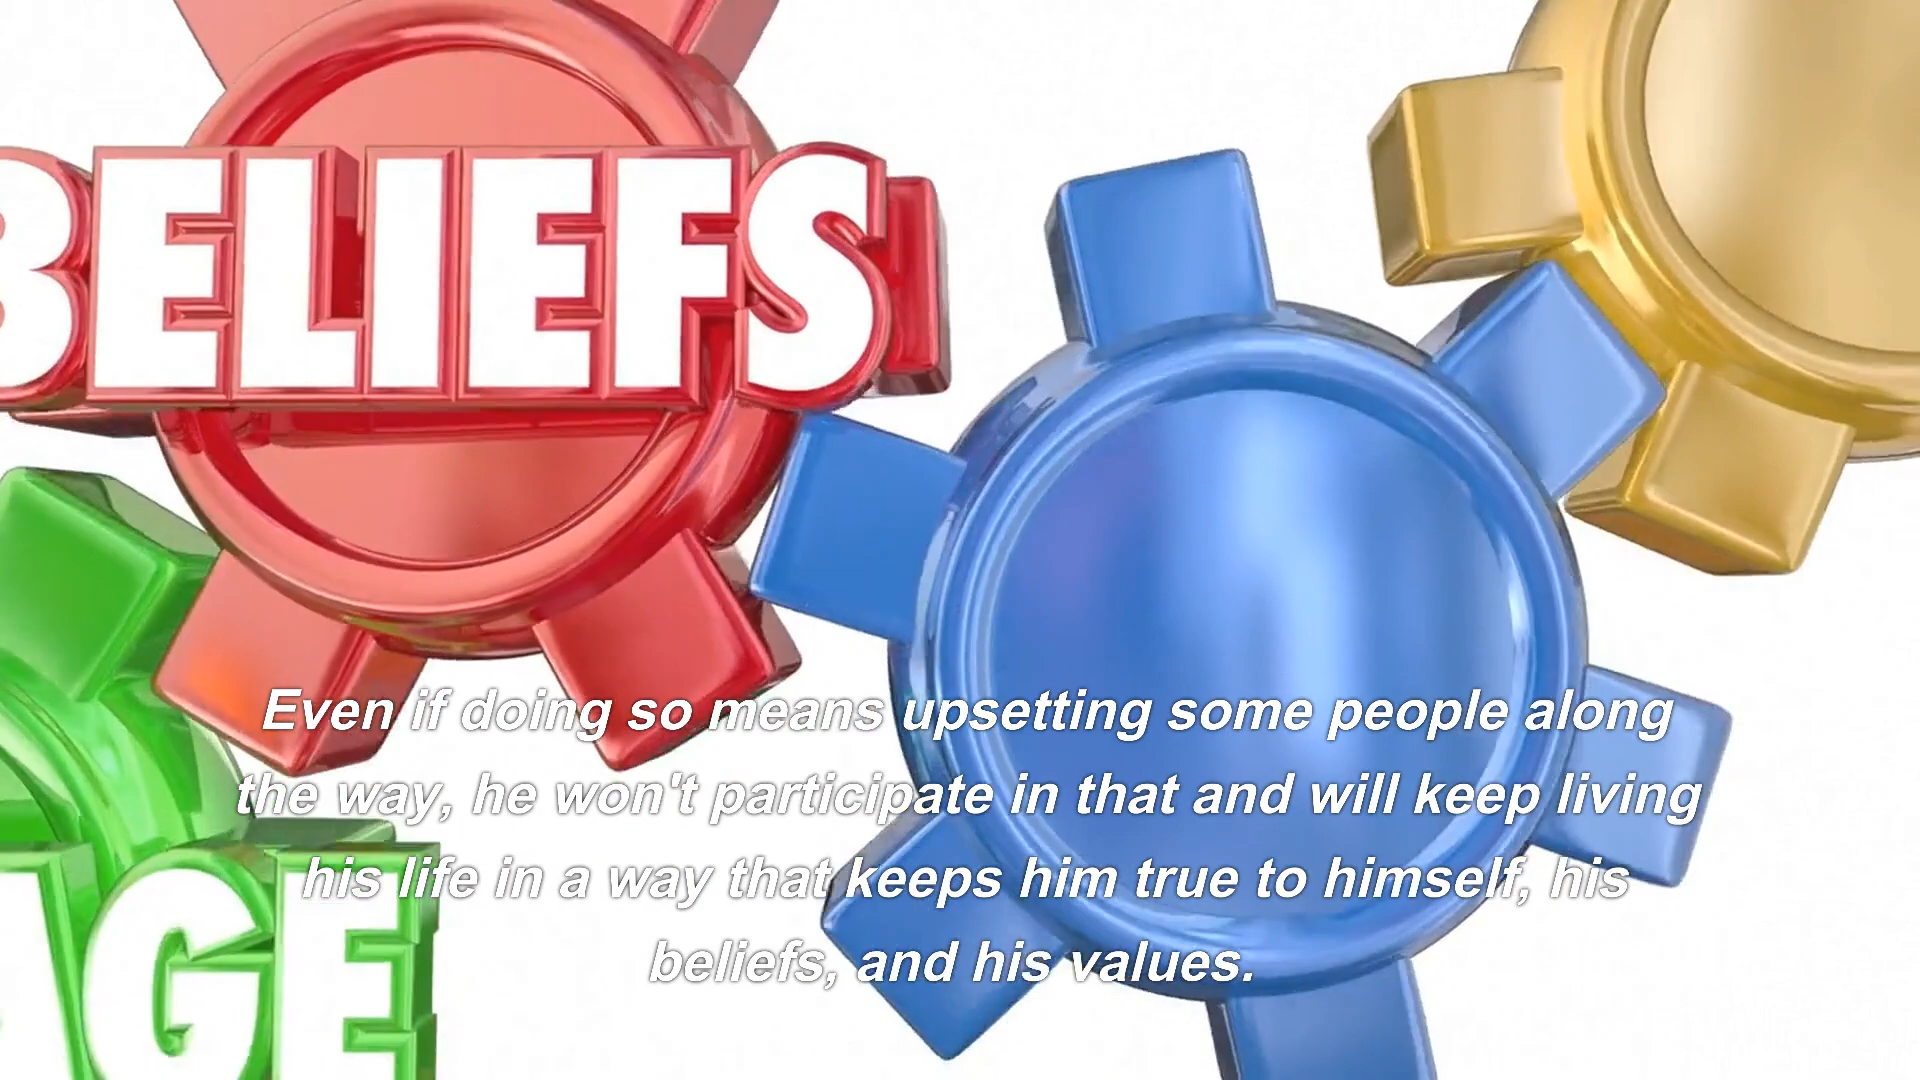 BELIEFS
Even if doing so means upsetting some people along
the way, he won't participate in that and will keep living
his life in a way that keeps him true to himself, his
beliefs, and his values.
GE